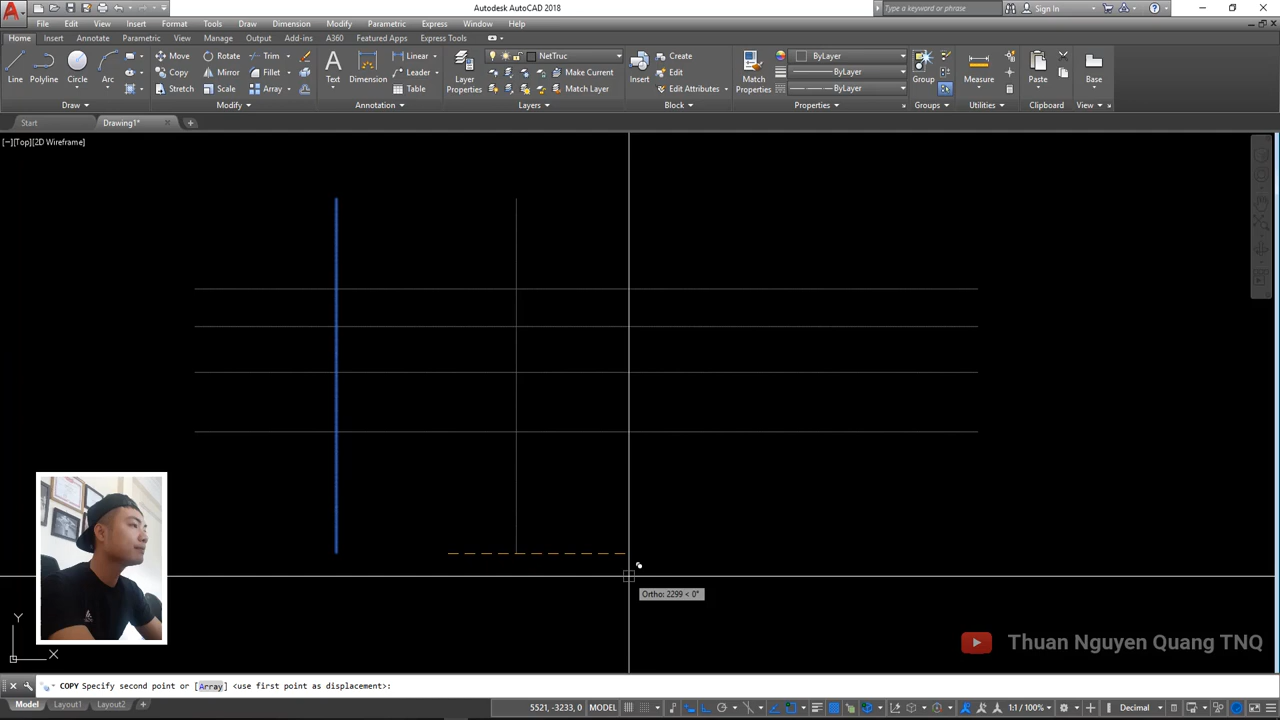 Autodesk AutoCAD 2018
Type a keyword or phrase
Sign In
File Edit View Insert Format Tools Draw Dimension Modify Parametric Express Window Help
Home Insert Annotate Parametric View Manage Output Add-ins A360 Featured Apps Express Tools
Line Polyline Circle Arc
Move Rotate Trim
Copy Mirror Fillet
Stretch Scale Array
Text Dimension
Linear
Leader
Table
Layer Properties
NetTruc
Make Current
Match Layer
Insert
Create
Edit
Edit Attributes
Match Properties
ByLayer
ByLayer
ByLayer
Group
Measure
Paste
Base
Draw Modify Annotation Layers Block Properties Groups Utilities Clipboard View
Start Drawing1*
[−][Top][2D Wireframe]
Ortho: 2299 < 0°
Y
X
Thuan Nguyen Quang TNQ
COPY Specify second point or [Array] <use first point as displacement>:
Model Layout1 Layout2
5521, -3233, 0 MODEL
1:1/100%
Decimal